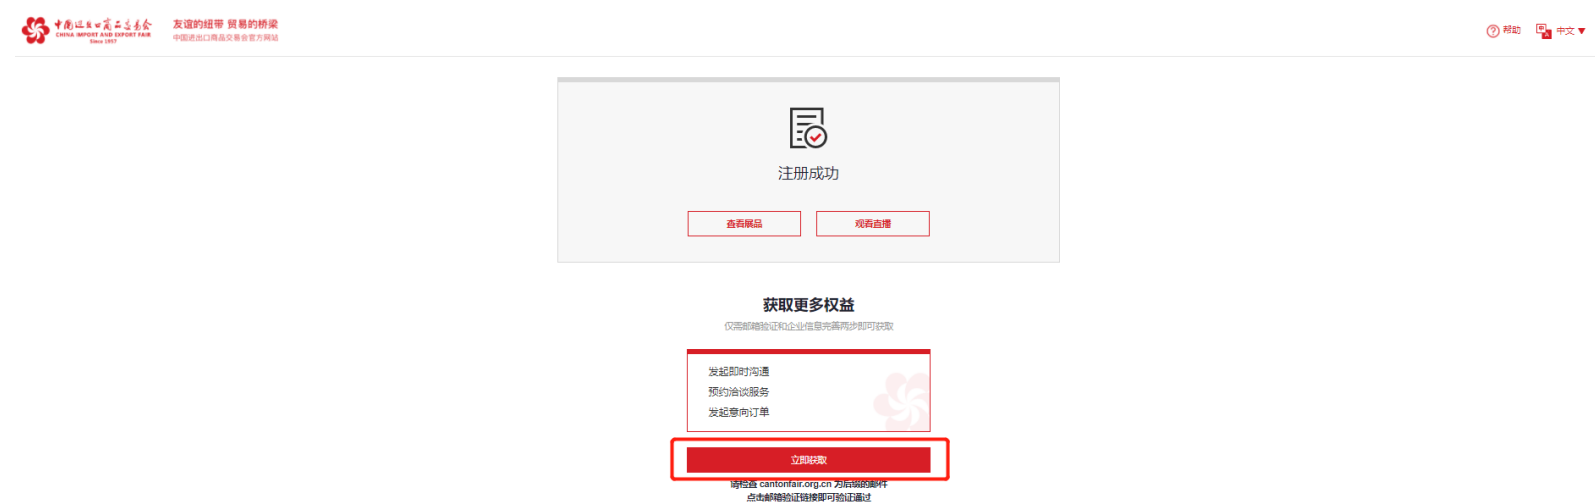 中国进出口商品交易会
CHINA IMPORT AND EXPORT FAIR
Since 1957
友谊的纽带 贸易的桥梁
中国进出口商品交易会官方网站
帮助
中文▼
注册成功
查看展品
观看直播
获取更多权益
仅需邮箱验证和企业信息完善两步即可获取
发起即时沟通
预约洽谈服务
发起意向订单
立即获取
请检查 cantonfair.org.cn 为后缀的邮件
点击邮箱验证链接即可验证通过